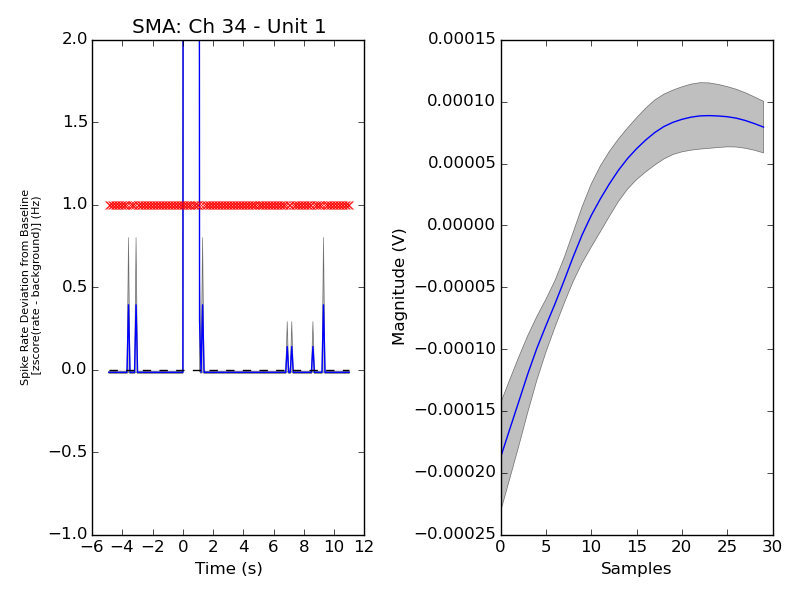 SMA: Ch 34 - Unit 1
Spike Rate Deviation from Baseline
[zscore(rate - background)] (Hz)
2.0
1.5
1.0
0.5
0.0
−0.5
−1.0
−6 −4 −2 0 2 4 6 8 10 12
Time (s)
Magnitude (V)
0.00015
0.00010
0.00005
0.00000
−0.00005
−0.00010
−0.00015
−0.00020
−0.00025
0 5 10 15 20 25 30
Samples